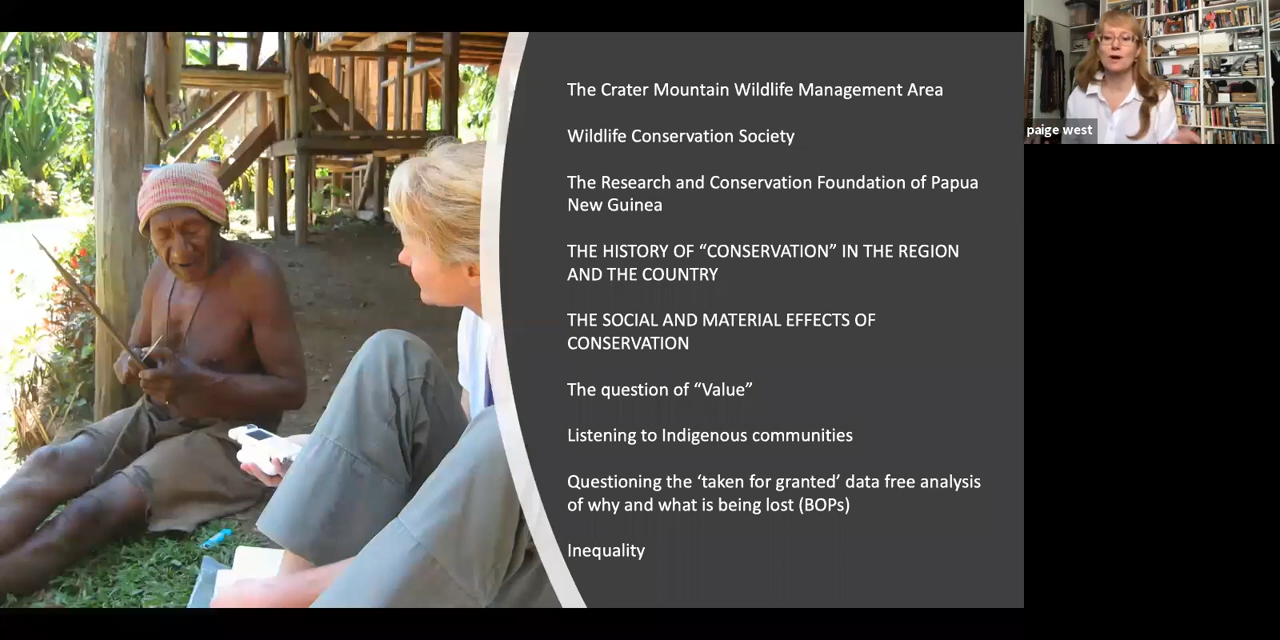 The Crater Mountain Wildlife Management Area
Wildlife Conservation Society
The Research and Conservation Foundation of Papua
New Guinea
THE HISTORY OF “CONSERVATION” IN THE REGION
AND THE COUNTRY
THE SOCIAL AND MATERIAL EFFECTS OF
CONSERVATION
The question of “Value”
Listening to Indigenous communities
Questioning the ‘taken for granted’ data free analysis
of why and what is being lost (BOPs)
Inequality
paige west